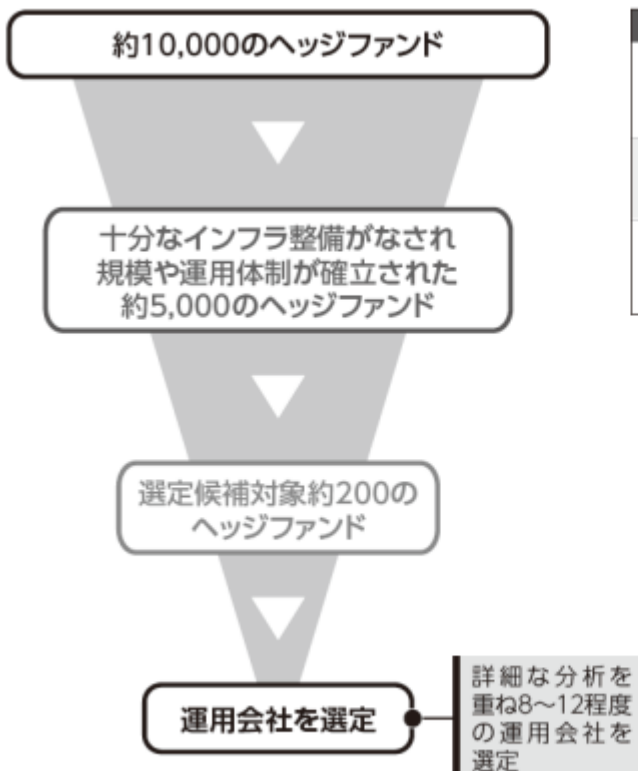 約10,000のヘッジファンド
十分なインフラ整備がなされ
規模や運用体制が確立された
約5,000のヘッジファンド
選定候補対象約200の
ヘッジファンド
運用会社を選定
詳細な分析を
重ね8〜12程度
の運用会社を
選定